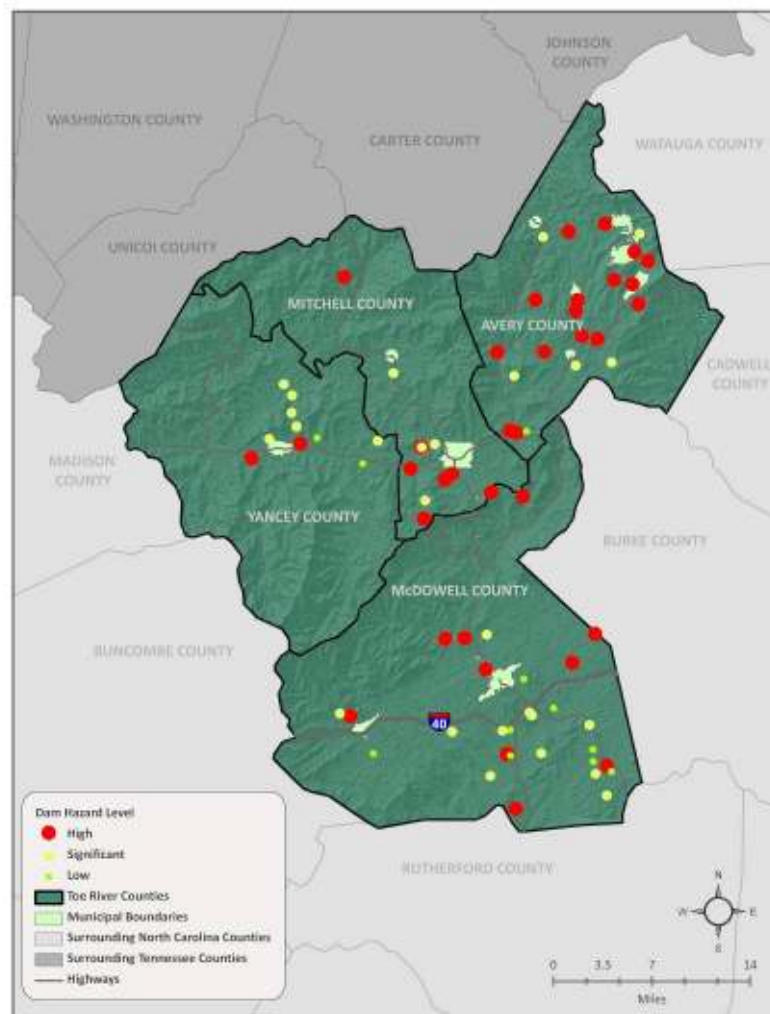 JOHNSON
COUNTY
WASHINGTON COUNTY
CARTER COUNTY
WATAUGA COUNTY
UNICOI COUNTY
MITCHELL COUNTY
AVERY COUNTY
CADWELL
COUNTY
MADISON
COUNTY
YANCEY COUNTY
BURKE COUNTY
McDOWELL COUNTY
BUNCOMBE COUNTY
40
RUTHERFORD COUNTY
Dam Hazard Level
High
Significant
Low
Toe River Counties
Municipal Boundaries
Surrounding North Carolina Counties
Surrounding Tennessee Counties
Highways
N
W E
S
0 3.5 7 14
Miles